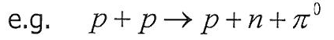 e.g. p + p → p + n + π⁰